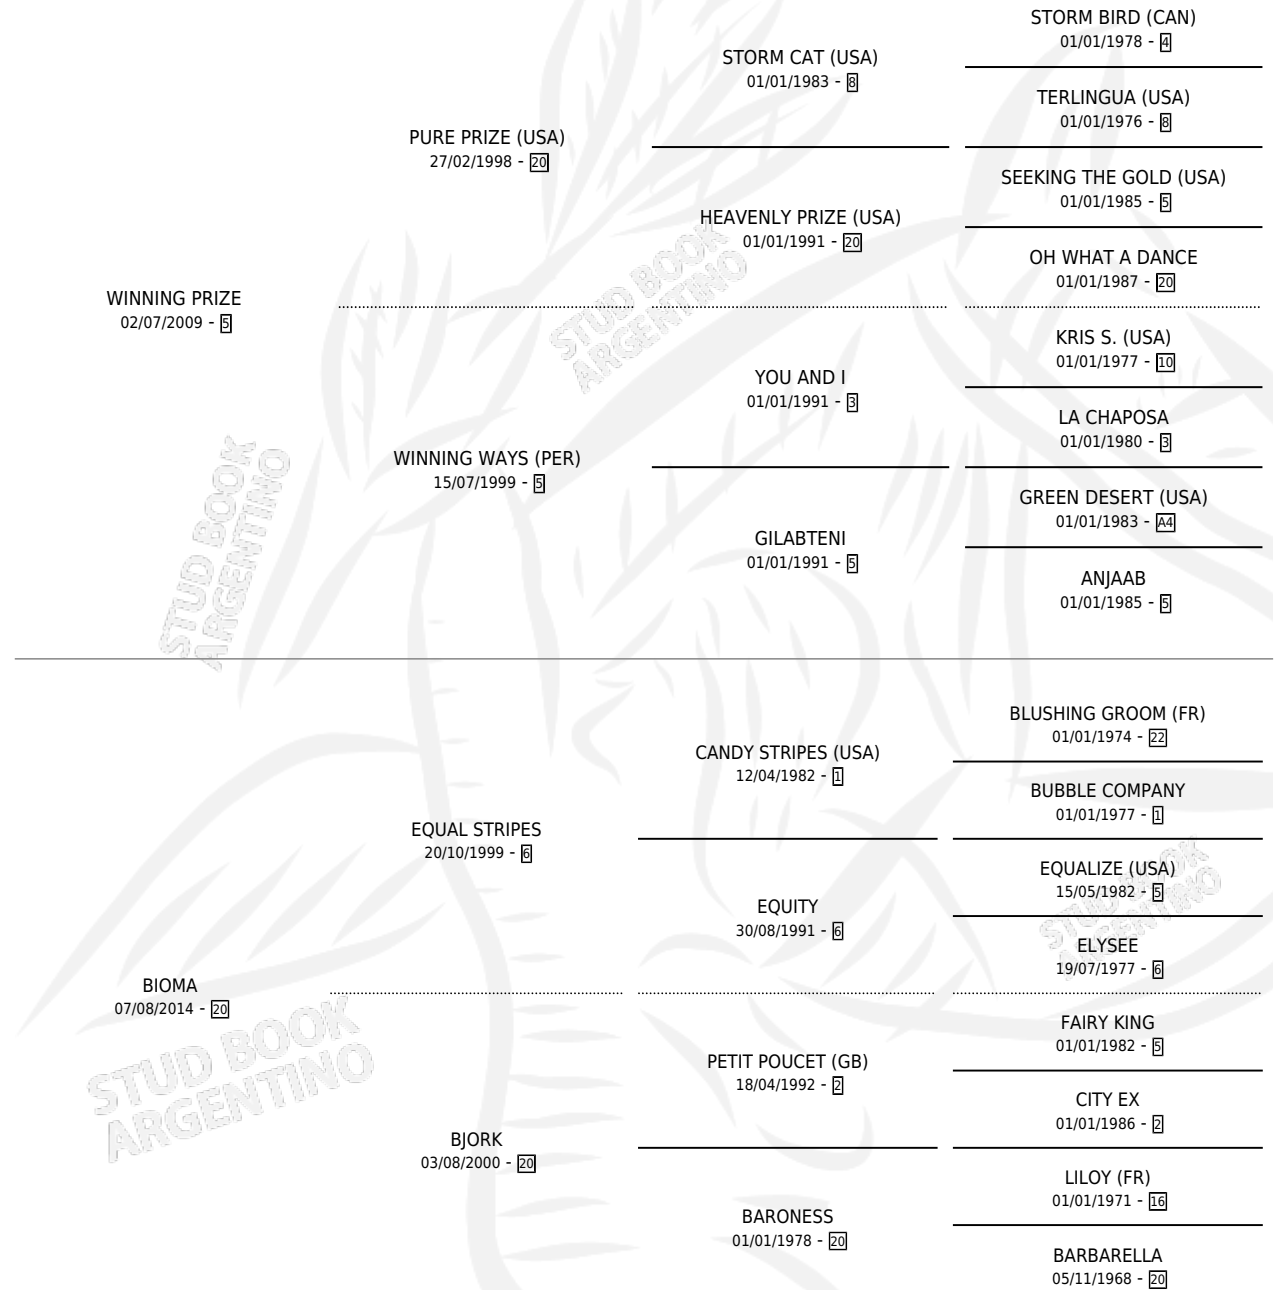 STORM BIRD (CAN)
01/01/1978 - 4
STORM CAT (USA)
01/01/1983 - 8
TERLINGUA (USA)
01/01/1976 - 8
PURE PRIZE (USA)
27/02/1998 - 20
SEEKING THE GOLD (USA)
01/01/1985 - 5
HEAVENLY PRIZE (USA)
01/01/1991 - 20
OH WHAT A DANCE
01/01/1987 - 20
WINNING PRIZE
02/07/2009 - 5
KRIS S. (USA)
01/01/1977 - 10
YOU AND I
01/01/1991 - 3
LA CHAPOSA
01/01/1980 - 3
WINNING WAYS (PER)
15/07/1999 - 5
GREEN DESERT (USA)
01/01/1983 - A4
GILABTENI
01/01/1991 - 5
ANJAAB
01/01/1985 - 5
BLUSHING GROOM (FR)
01/01/1974 - 22
CANDY STRIPES (USA)
12/04/1982 - 1
BUBBLE COMPANY
01/01/1977 - 1
EQUAL STRIPES
20/10/1999 - 6
EQUALIZE (USA)
15/05/1982 - 5
EQUITY
30/08/1991 - 6
ELYSEE
19/07/1977 - 6
BIOMA
07/08/2014 - 20
FAIRY KING
01/01/1982 - 5
PETIT POUCET (GB)
18/04/1992 - 2
CITY EX
01/01/1986 - 2
BJORK
03/08/2000 - 20
LILOY (FR)
01/01/1971 - 16
BARONESS
01/01/1978 - 20
BARBARELLA
05/11/1968 - 20
STUD BOOK
ARGENTINO
STUD BOOK
ARGENTINO
STUD BOOK
ARGENTINO
STUD BOOK
ARGENTINO